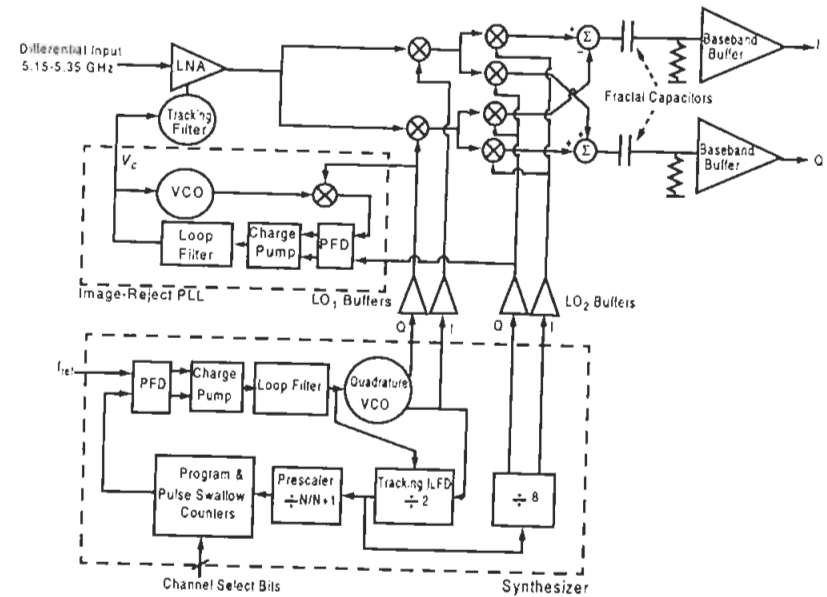 Differential Input
5.15-5.35 GHz
LNA
Tracking
Filter
Vc
VCO
Loop
Filter
Charge
Pump
PFD
Image-Reject PLL
LO1 Buffers
Σ
Σ
+
−
+
+
Fractal Capacitors
Baseband
Buffer
I
Baseband
Buffer
Q
LO2 Buffers
Q
I
Q
I
fref
PFD
Charge
Pump
Loop Filter
Quadrature
VCO
Program &
Pulse Swallow
Counters
Prescaler
÷N/N+1
Tracking ILFD
÷ 2
÷ 8
Channel Select Bits
Synthesizer